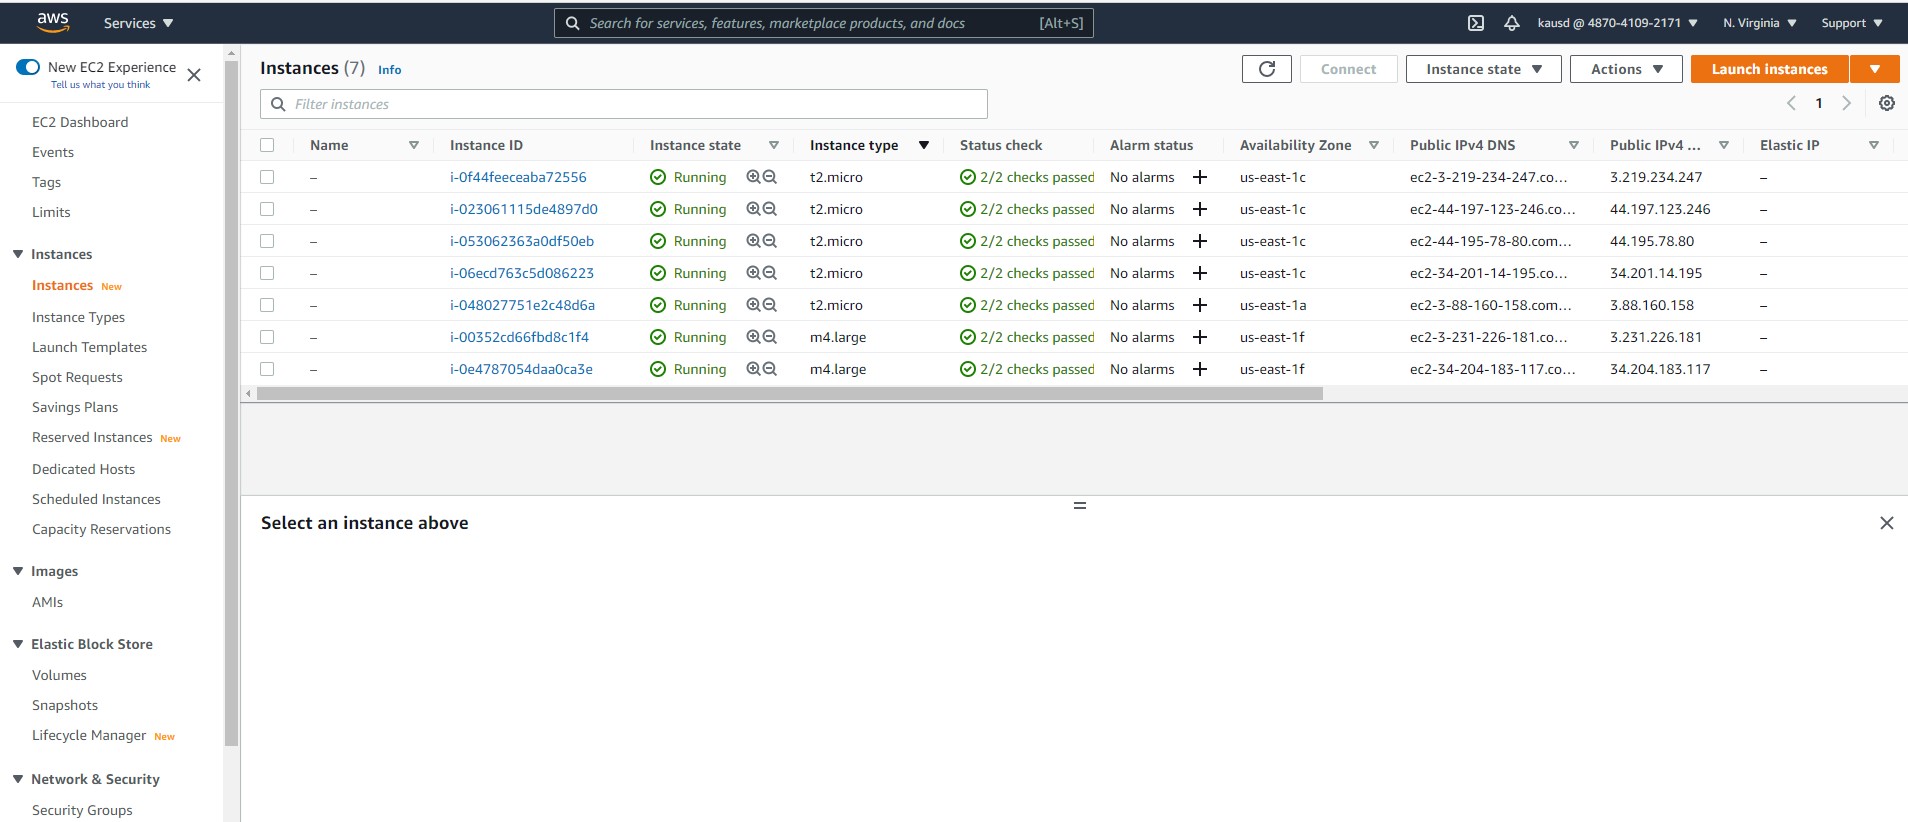 aws
Services
Search for services, features, marketplace products, and docs [Alt+S]
kausd @ 4870-4109-2171
N. Virginia
Support
New EC2 Experience
Tell us what you think
EC2 Dashboard
Events
Tags
Limits
Instances
Instances New
Instance Types
Launch Templates
Spot Requests
Savings Plans
Reserved Instances New
Dedicated Hosts
Scheduled Instances
Capacity Reservations
Images
AMIs
Elastic Block Store
Volumes
Snapshots
Lifecycle Manager New
Network & Security
Security Groups
Instances (7) Info
Connect
Instance state
Actions
Launch instances
Filter instances
1
Name Instance ID Instance state Instance type Status check Alarm status Availability Zone Public IPv4 DNS Public IPv4 ... Elastic IP
– i-0f44feeceaba72556 Running t2.micro 2/2 checks passed No alarms + us-east-1c ec2-3-219-234-247.co... 3.219.234.247 –
– i-023061115de4897d0 Running t2.micro 2/2 checks passed No alarms + us-east-1c ec2-44-197-123-246.co... 44.197.123.246 –
– i-053062363a0df50eb Running t2.micro 2/2 checks passed No alarms + us-east-1c ec2-44-195-78-80.com... 44.195.78.80 –
– i-06ecd763c5d086223 Running t2.micro 2/2 checks passed No alarms + us-east-1c ec2-34-201-14-195.co... 34.201.14.195 –
– i-048027751e2c48d6a Running t2.micro 2/2 checks passed No alarms + us-east-1a ec2-3-88-160-158.com... 3.88.160.158 –
– i-00352cd66fbd8c1f4 Running m4.large 2/2 checks passed No alarms + us-east-1f ec2-3-231-226-181.co... 3.231.226.181 –
– i-0e4787054daa0ca3e Running m4.large 2/2 checks passed No alarms + us-east-1f ec2-34-204-183-117.co... 34.204.183.117 –
Select an instance above